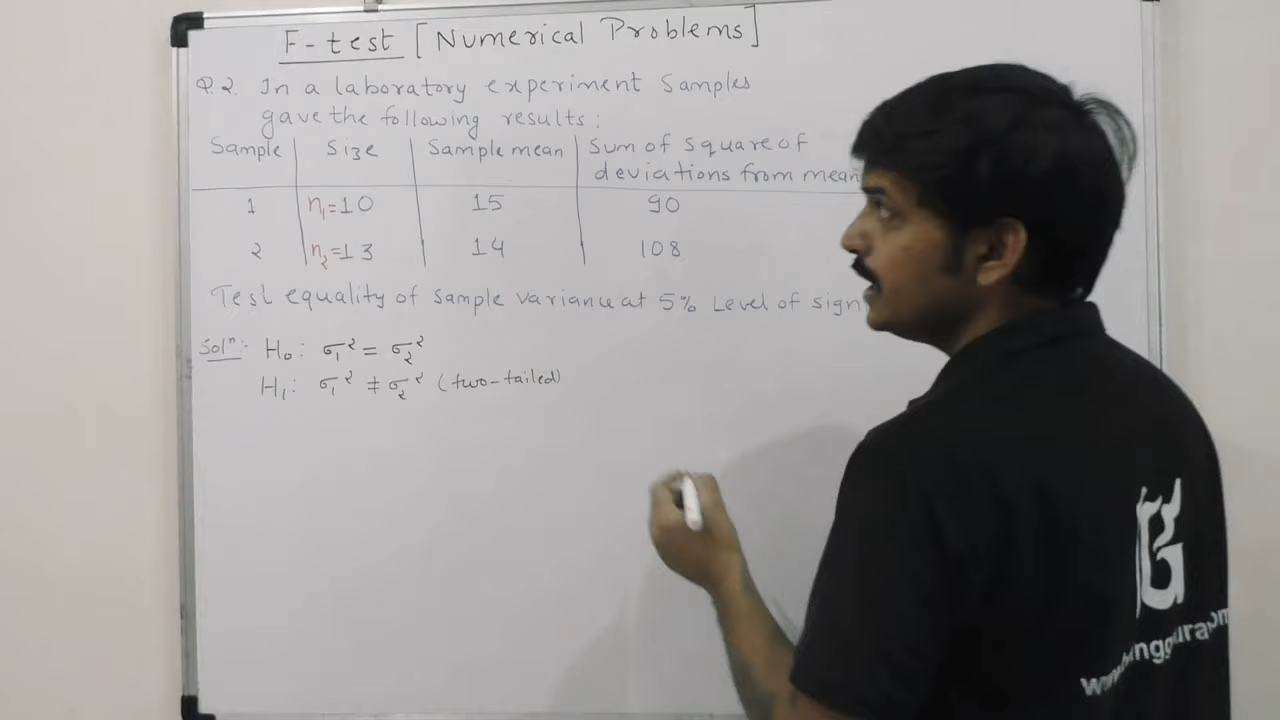 F-test [Numerical Problems]
Q.2. In a laboratory experiment samples
gave the following results:
Sample | Size | Sample mean | Sum of square of deviations from mean
1 | n₁=10 | 15 | 90
2 | n₂=13 | 14 | 108
Test equality of sample variance at 5% Level of
Solⁿ:- H₀: σ₁² = σ₂²
H₁: σ₁² ≠ σ₂² (two-tailed)